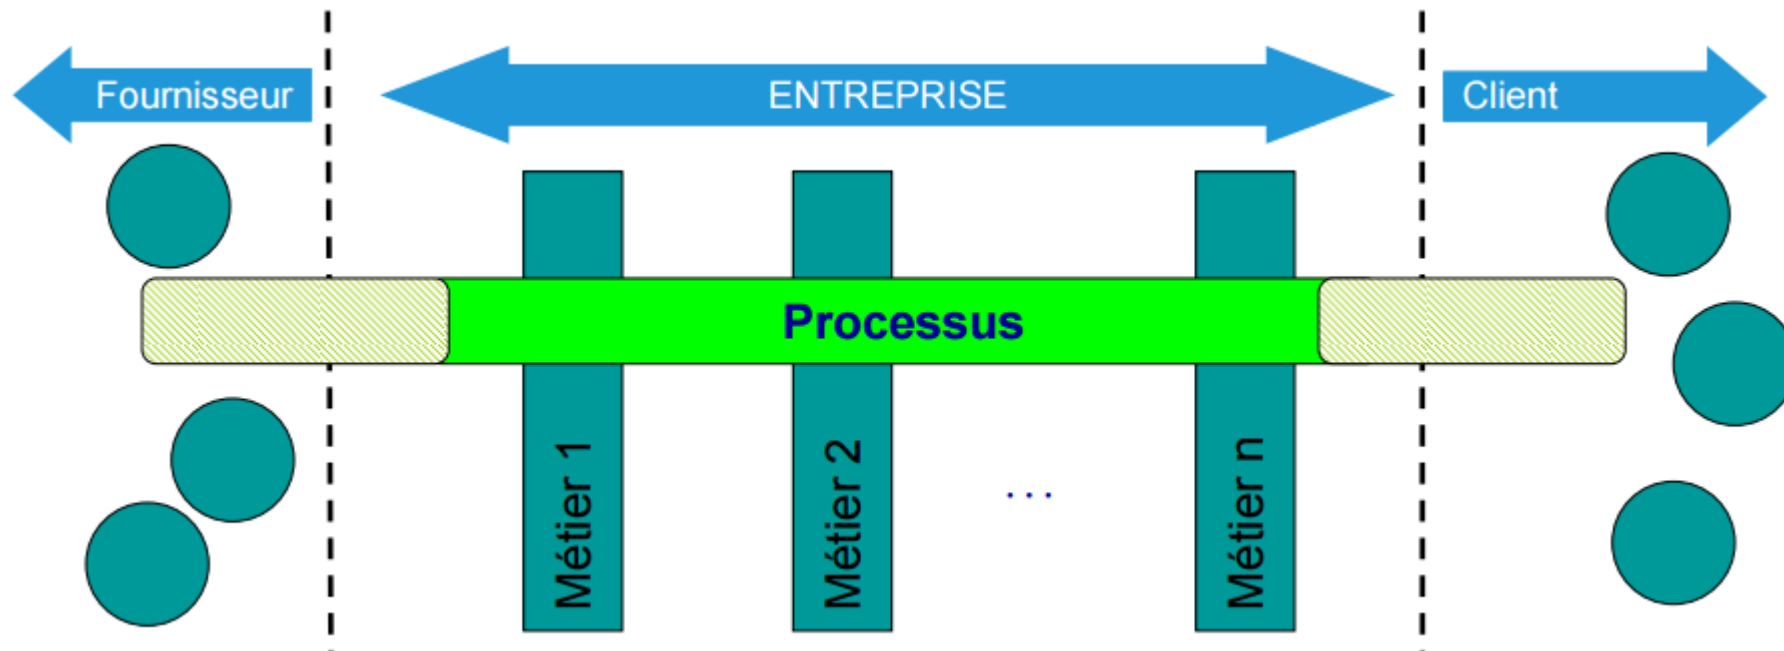 Fournisseur
ENTREPRISE
Client
Processus
Métier 1
Métier 2
...
Métier n